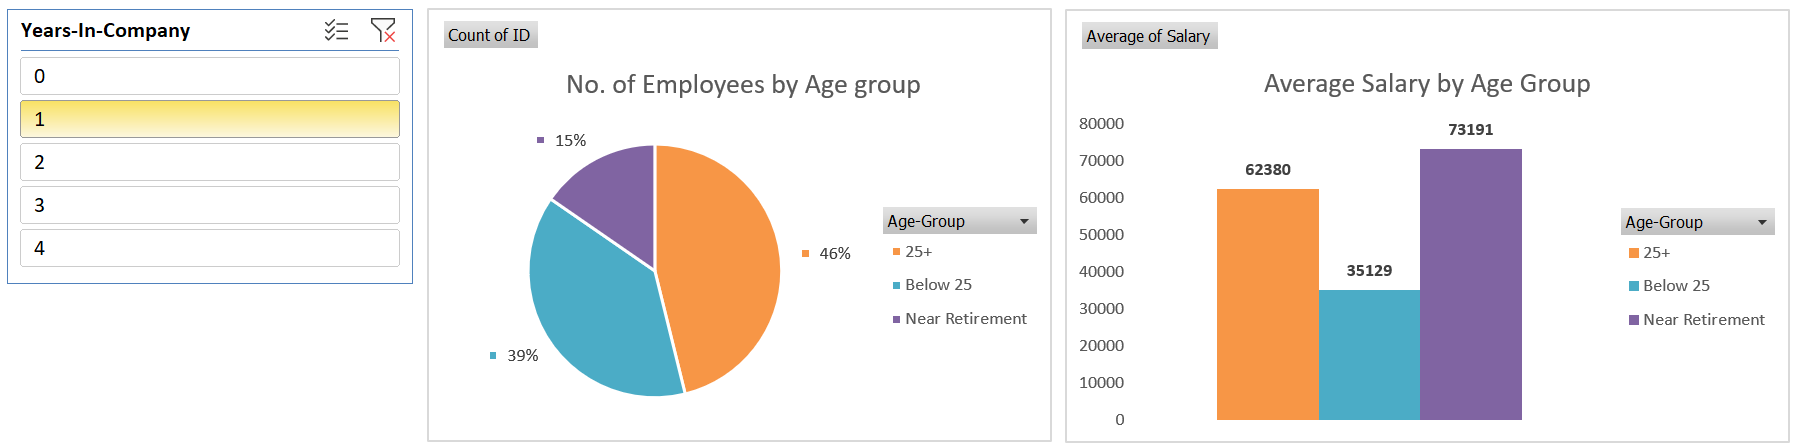 Years-In-Company
0
1
2
3
4
Count of ID
No. of Employees by Age group
15%
46%
39%
Age-Group
25+
Below 25
Near Retirement
Average of Salary
Average Salary by Age Group
80000
70000
60000
50000
40000
30000
20000
10000
0
62380
35129
73191
Age-Group
25+
Below 25
Near Retirement